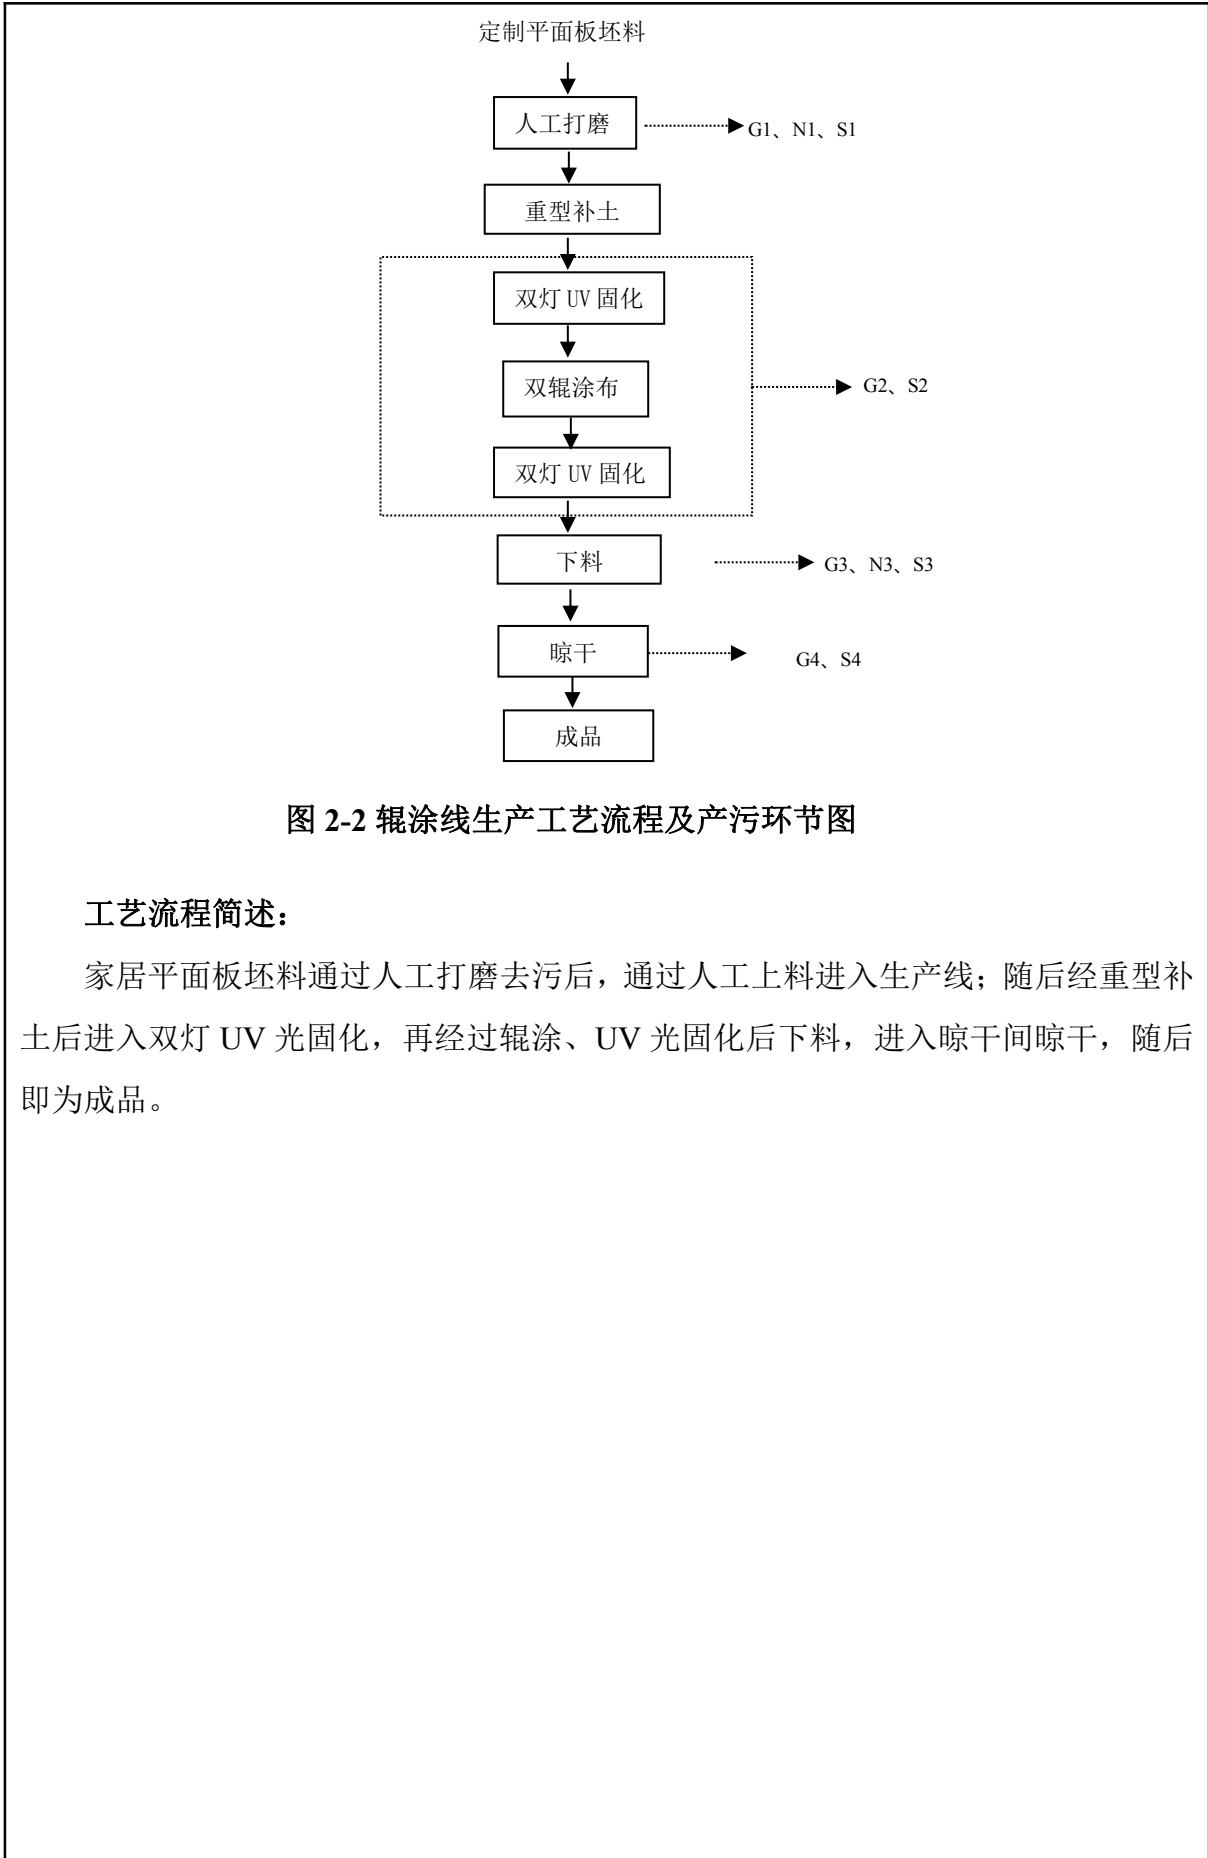 定制平面板坯料
人工打磨
G1、N1、S1
重型补土
双灯 UV 固化
双辊涂布
G2、S2
双灯 UV 固化
下料
G3、N3、S3
晾干
G4、S4
成品
图 2-2 辊涂线生产工艺流程及产污环节图
工艺流程简述：
家居平面板坯料通过人工打磨去污后，通过人工上料进入生产线；随后经重型补
土后进入双灯 UV 光固化，再经过辊涂、UV 光固化后下料，进入晾干间晾干，随后
即为成品。